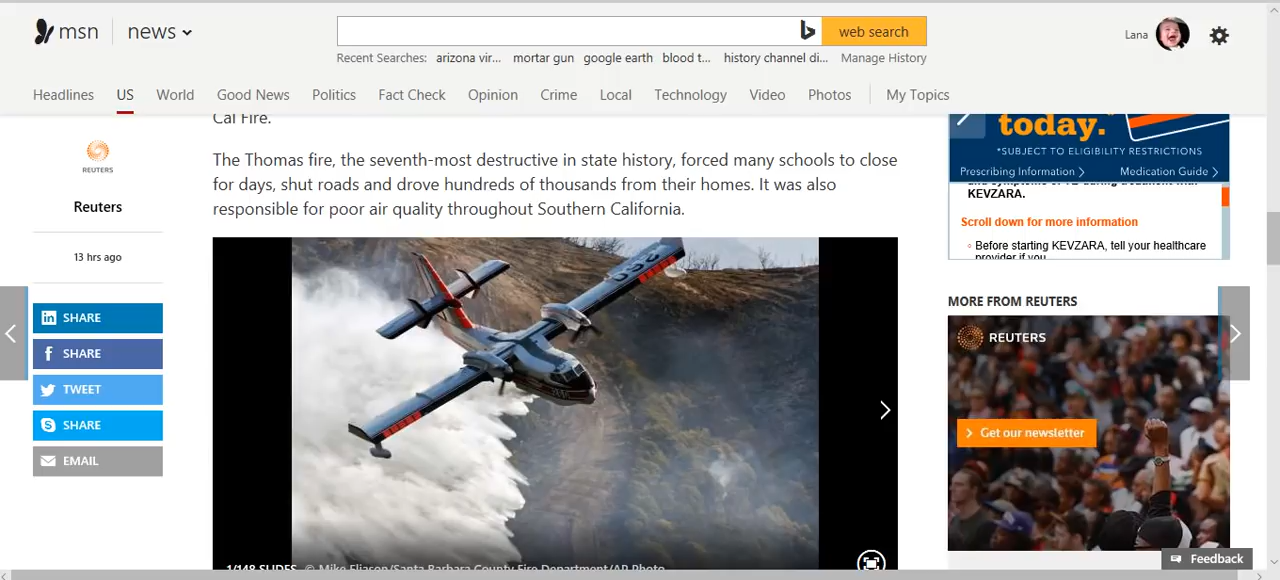 msn
news
web search
Lana
Recent Searches: arizona vir... mortar gun google earth blood t... history channel di... Manage History
Headlines US World Good News Politics Fact Check Opinion Crime Local Technology Video Photos My Topics
Cal Fire.
The Thomas fire, the seventh-most destructive in state history, forced many schools to close
for days, shut roads and drove hundreds of thousands from their homes. It was also
responsible for poor air quality throughout Southern California.
REUTERS
Reuters
13 hrs ago
SHARE
SHARE
TWEET
SHARE
EMAIL
1/148 SLIDES © Mike Eliason/Santa Barbara County Fire Department/AP Photo
today.*
*SUBJECT TO ELIGIBILITY RESTRICTIONS
Prescribing Information Medication Guide
KEVZARA.
Scroll down for more information
Before starting KEVZARA, tell your healthcare
provider if you
MORE FROM REUTERS
REUTERS
Get our newsletter
Feedback